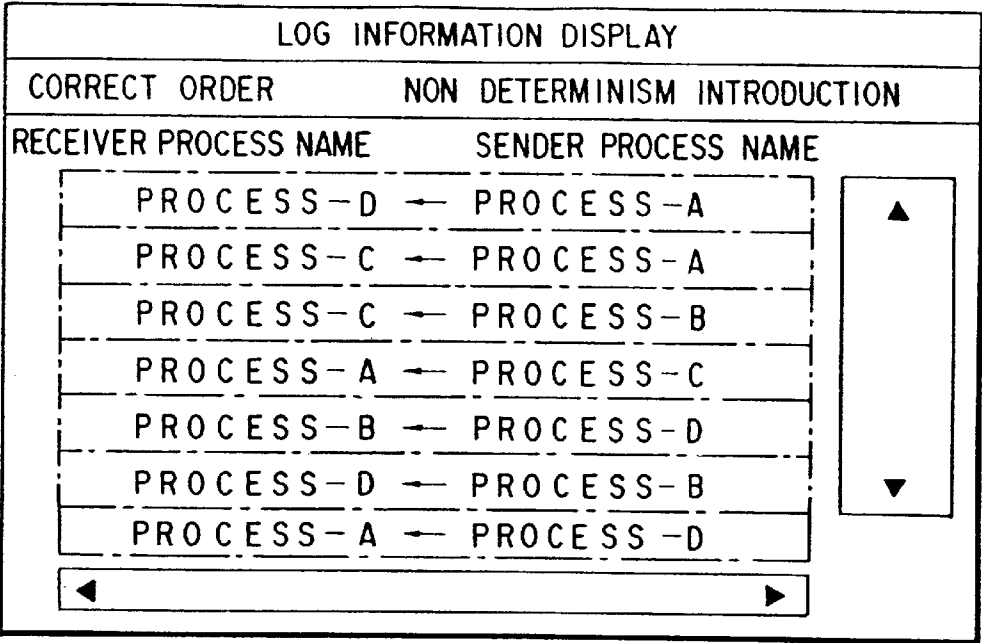 LOG INFORMATION DISPLAY
CORRECT ORDER NON DETERMINISM INTRODUCTION
RECEIVER PROCESS NAME SENDER PROCESS NAME
PROCESS-D ← PROCESS-A
PROCESS-C ← PROCESS-A
PROCESS-C ← PROCESS-B
PROCESS-A ← PROCESS-C
PROCESS-B ← PROCESS-D
PROCESS-D ← PROCESS-B
PROCESS-A ← PROCESS-D